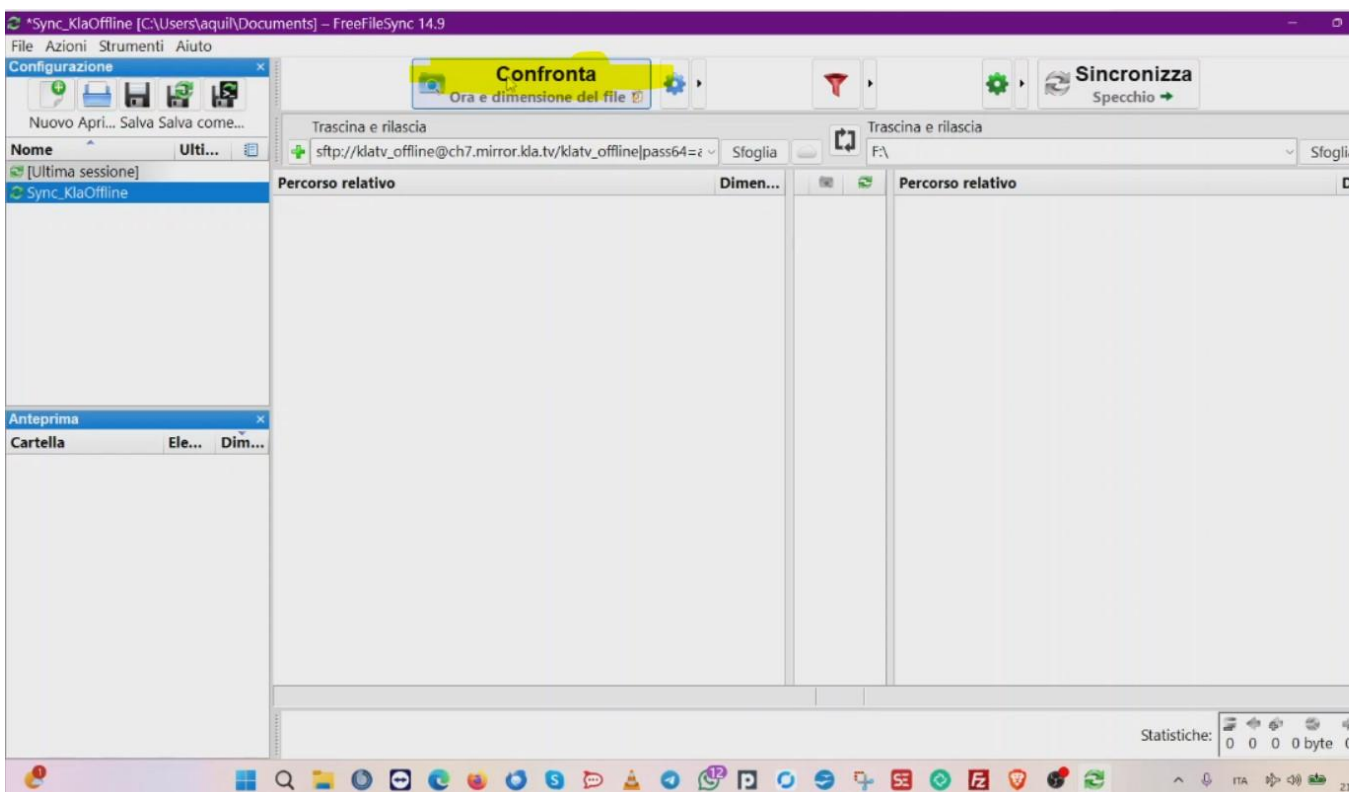 *Sync_KlaOffline [C:\Users\aquil\Documents] – FreeFileSync 14.9
File Azioni Strumenti Aiuto
Configurazione
Nuovo Apri... Salva Salva come...
Nome Ulti...
[Ultima sessione]
Sync_KlaOffline
Confronta
Ora e dimensione del file
Sincronizza
Specchio
Trascina e rilascia
sftp://klatv_offline@ch7.mirror.kla.tv/klatv_offline|pass64=
Sfoglia
Trascina e rilascia
F:\
Percorso relativo Dimen...
Percorso relativo
Anteprima
Cartella Ele... Dim...
Statistiche: 0 0 0 0 byte
12
ITA